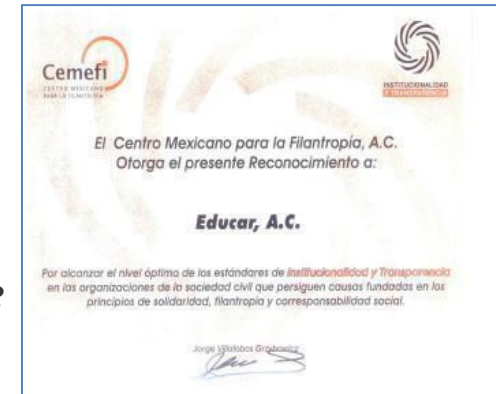 Cemefi
CENTRO MEXICANO
PARA LA FILANTROPÍA
INSTITUCIONALIDAD
Y TRANSPARENCIA
El Centro Mexicano para la Filantropía, A.C.
Otorga el presente Reconocimiento a:
Educar, A.C.
Por alcanzar el nivel óptimo de los estándares de Institucionalidad y Transparencia
en las organizaciones de la sociedad civil que persiguen causas fundadas en los
principios de solidaridad, filantropía y corresponsabilidad social.
?
Jorge Villalobos Grzybowicz